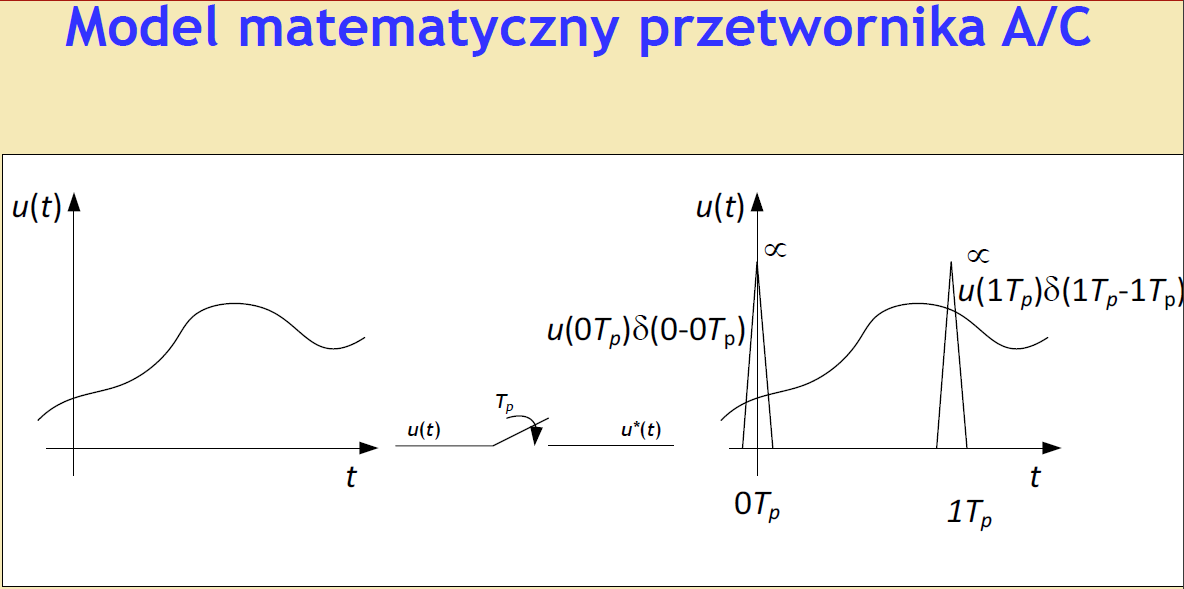 Model matematyczny przetwornika A/C
u(t)
t
u(t)
Tp
u*(t)
u(t)
∝
∝
u(1Tp)δ(1Tp-1Tp)
u(0Tp)δ(0-0Tp)
t
0Tp
1Tp